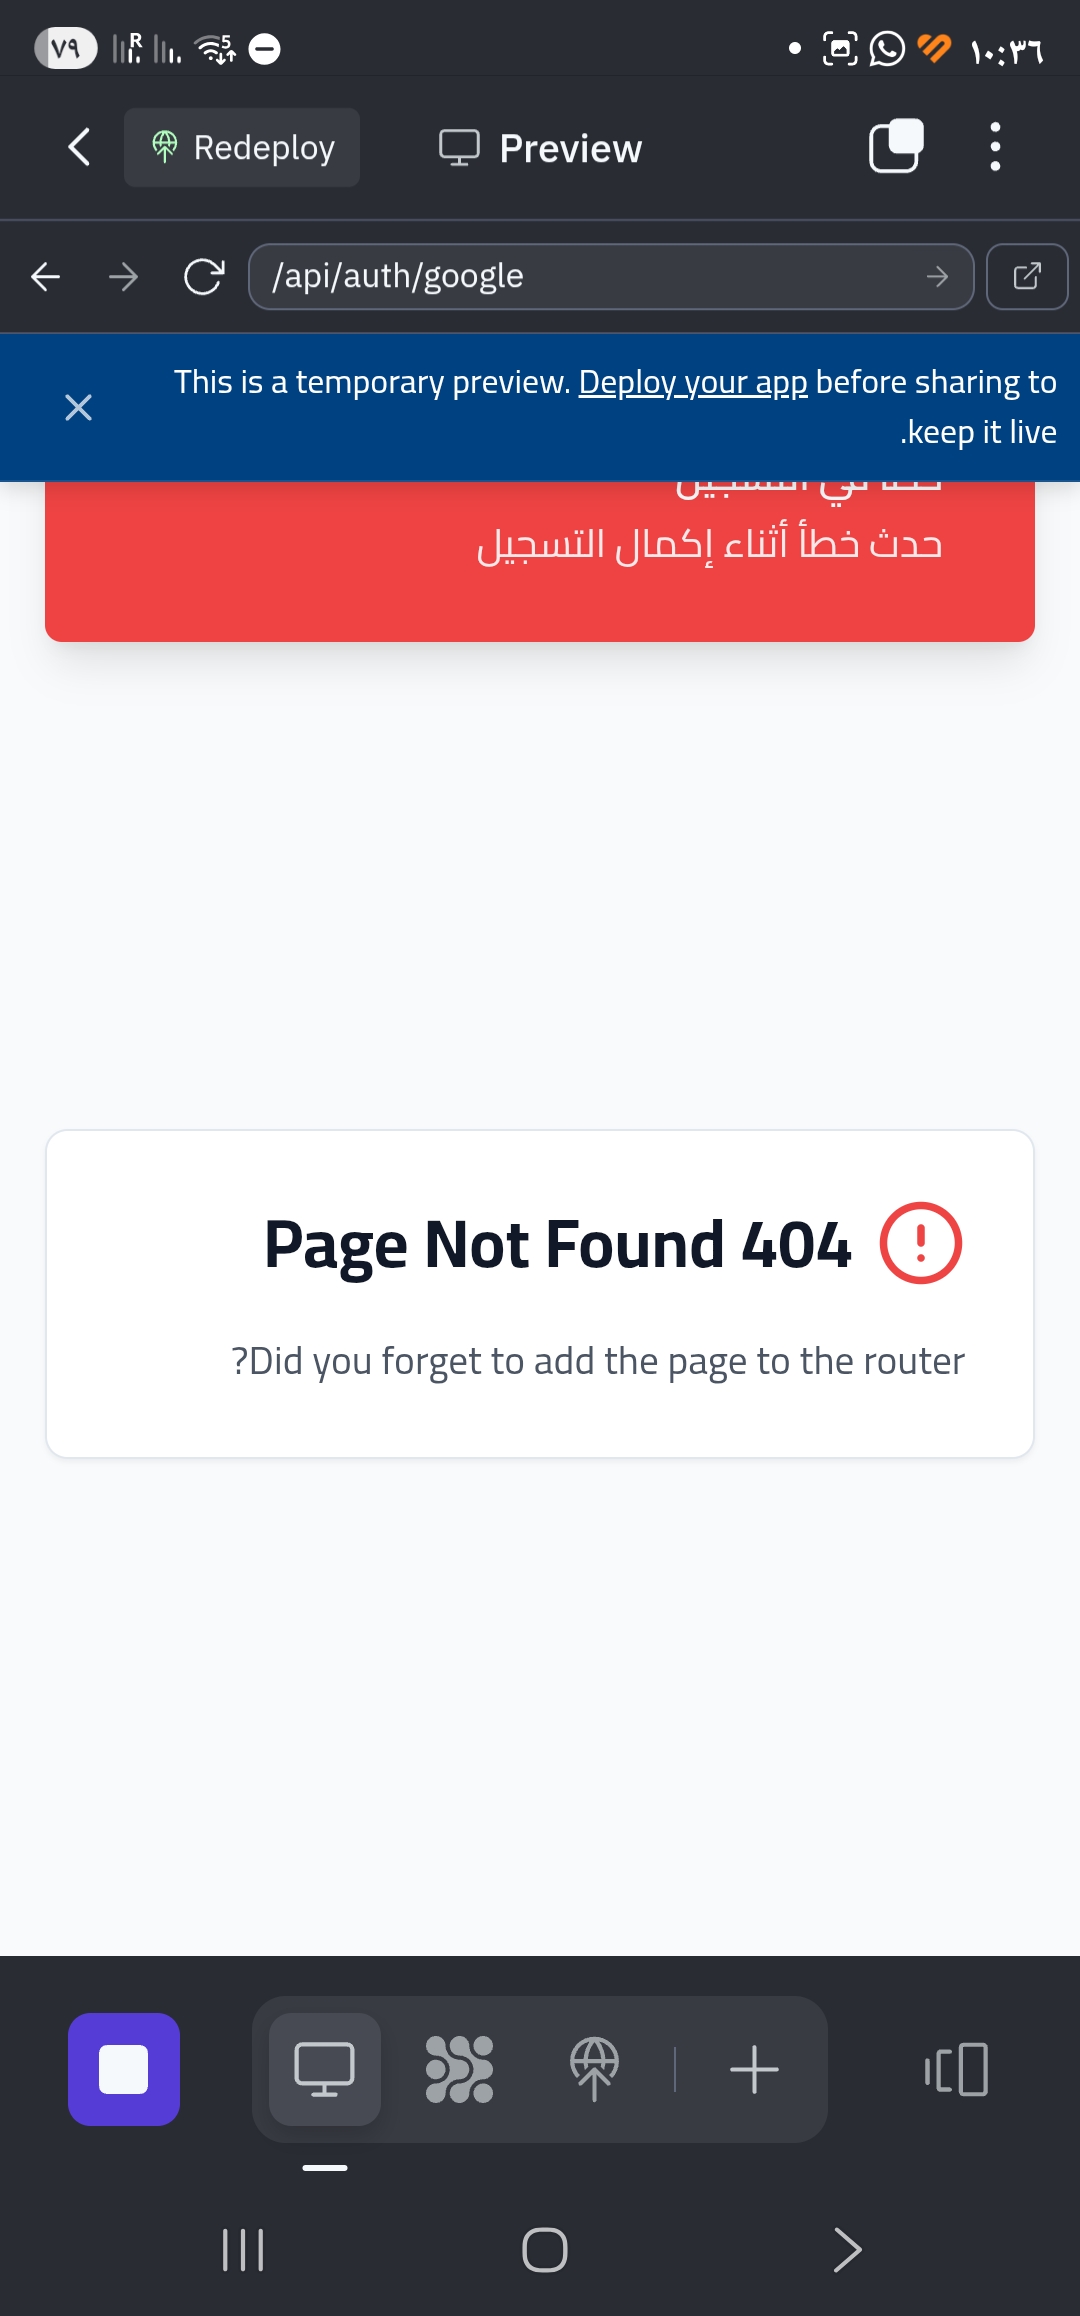 ٧٩
R
5
١٠:٣٦
Redeploy
Preview
/api/auth/google
This is a temporary preview. Deploy your app before sharing to
.keep it live
حدث خطأ أثناء إكمال التسجيل
Page Not Found 404
?Did you forget to add the page to the router